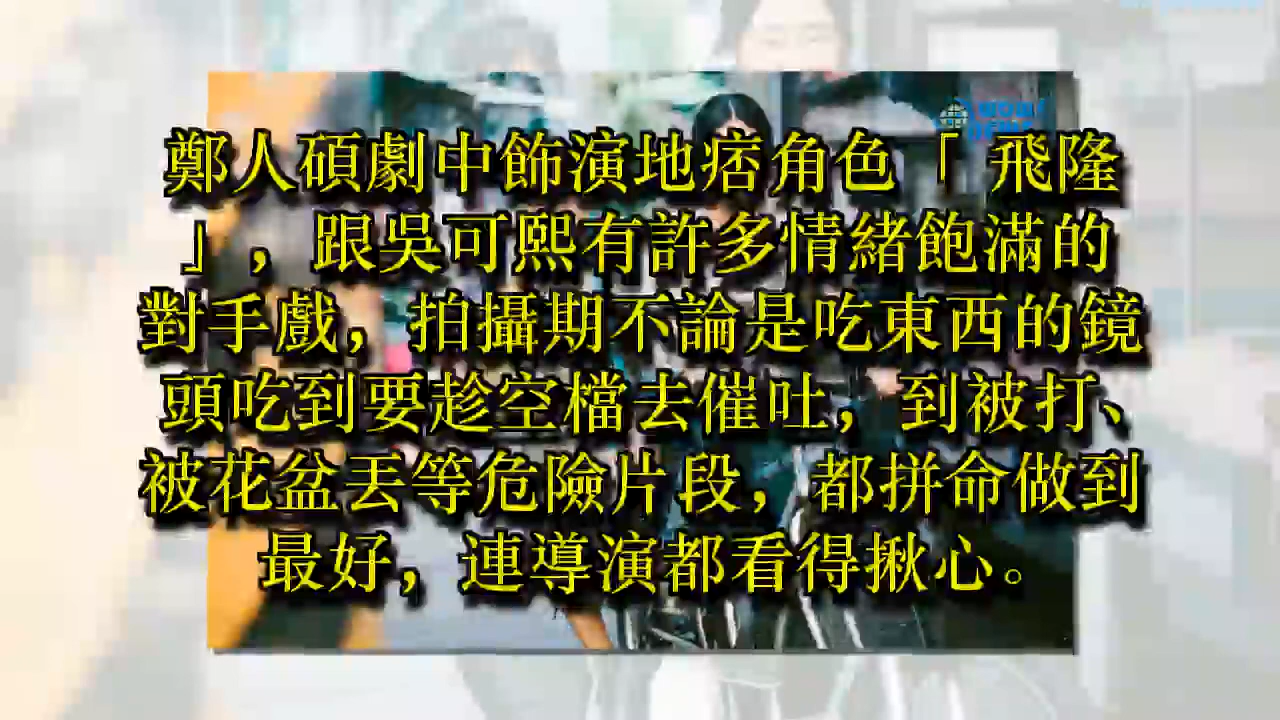 鄭人碩劇中飾演地痞角色「 飛隆
」，跟吳可熙有許多情緒飽滿的
對手戲，拍攝期不論是吃東西的鏡
頭吃到要趁空檔去催吐，到被打、
被花盆丟等危險片段，都拼命做到
最好，連導演都看得揪心。